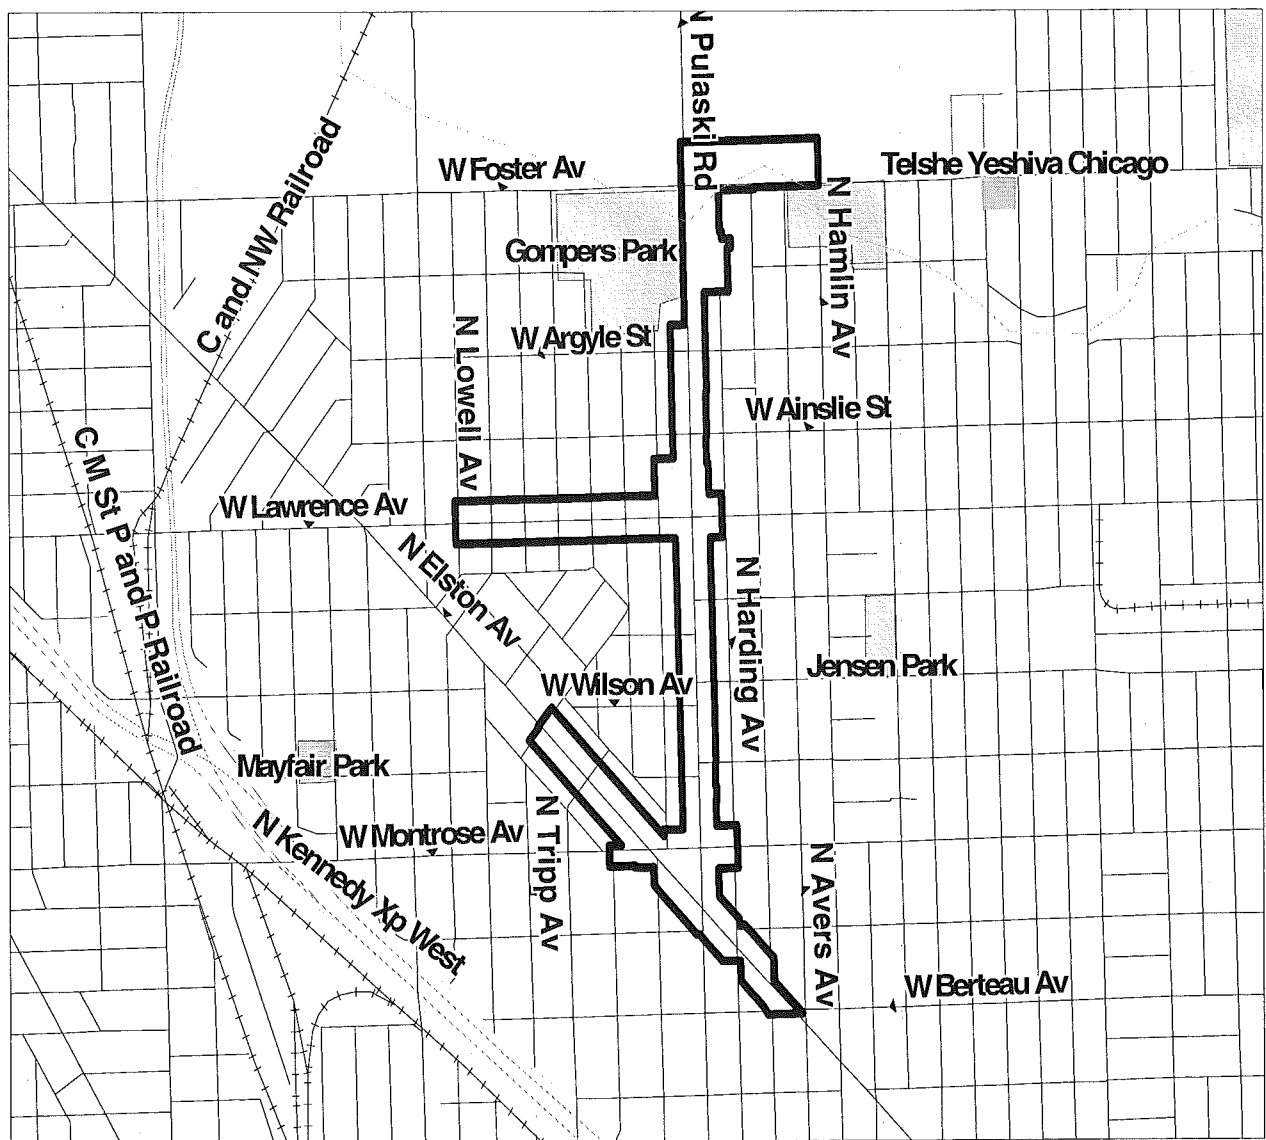 N Pulaski Rd
W Foster Av
Telshe Yeshiva Chicago
C and NW Railroad
N Hamlin Av
Gompers Park
W Argyle St
N Lowell Av
W Ainslie St
C M St P and P Railroad
W Lawrence Av
N Elston Av
N Harding Av
Jensen Park
W Wilson Av
Mayfair Park
N Tripp Av
W Montrose Av
N Kennedy Xp West
N Avers Av
W Berteau Av